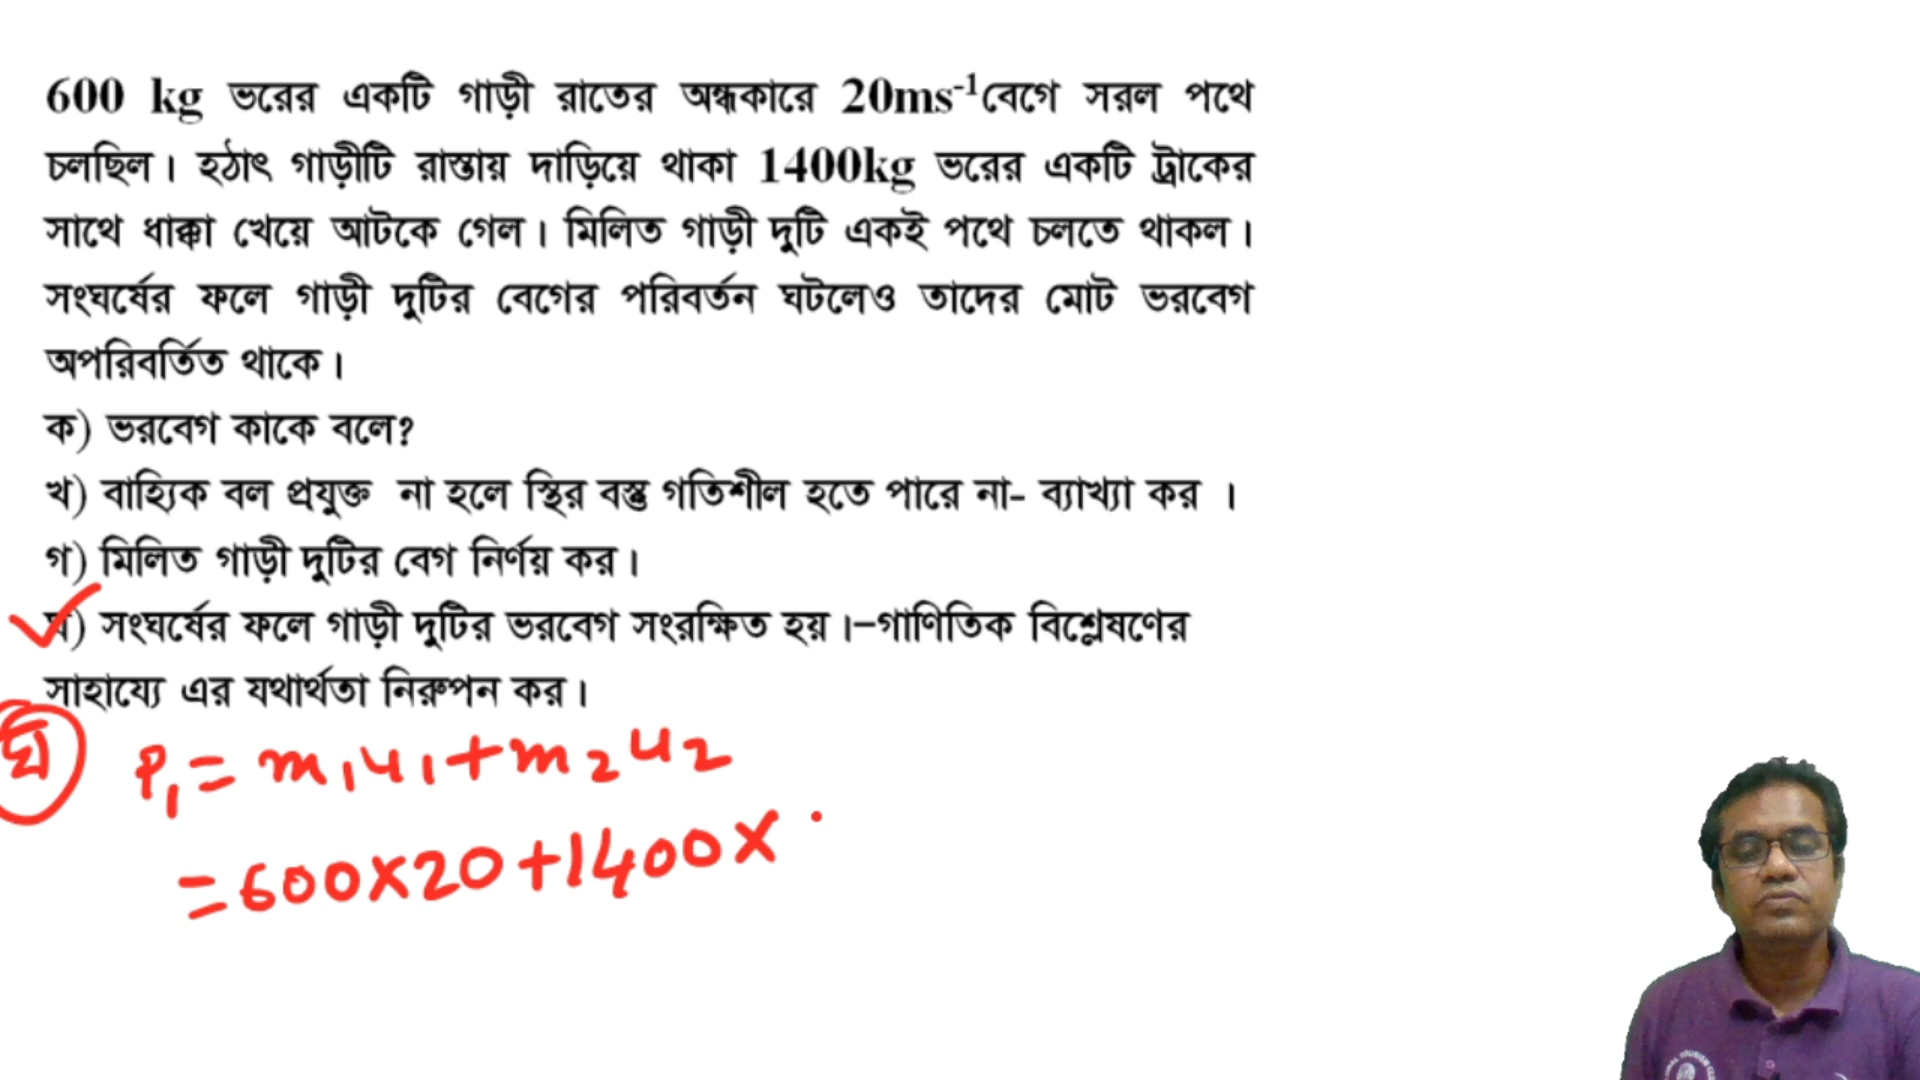 600 kg ভরের একটি গাড়ী রাতের অন্ধকারে 20ms⁻¹বেগে সরল পথে
চলছিল। হঠাৎ গাড়ীটি রাস্তায় দাড়িয়ে থাকা 1400kg ভরের একটি ট্রাকের
সাথে ধাক্কা খেয়ে আটকে গেল। মিলিত গাড়ী দুটি একই পথে চলতে থাকল।
সংঘর্ষের ফলে গাড়ী দুটির বেগের পরিবর্তন ঘটলেও তাদের মোট ভরবেগ
অপরিবর্তিত থাকে।
ক) ভরবেগ কাকে বলে?
খ) বাহ্যিক বল প্রযুক্ত না হলে স্থির বস্তু গতিশীল হতে পারে না- ব্যাখ্যা কর ।
গ) মিলিত গাড়ী দুটির বেগ নির্ণয় কর।
ঘ) সংঘর্ষের ফলে গাড়ী দুটির ভরবেগ সংরক্ষিত হয়।–গাণিতিক বিশ্লেষণের
সাহায্যে এর যথার্থতা নিরুপন কর।
ঘ P₁ = m₁u₁+m₂u₂
=600×20+1400×